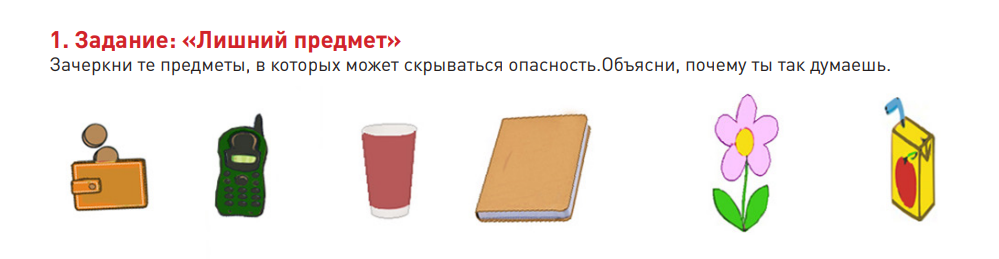 1. Задание: «Лишний предмет»
Зачеркни те предметы, в которых может скрываться опасность.Объясни, почему ты так думаешь.